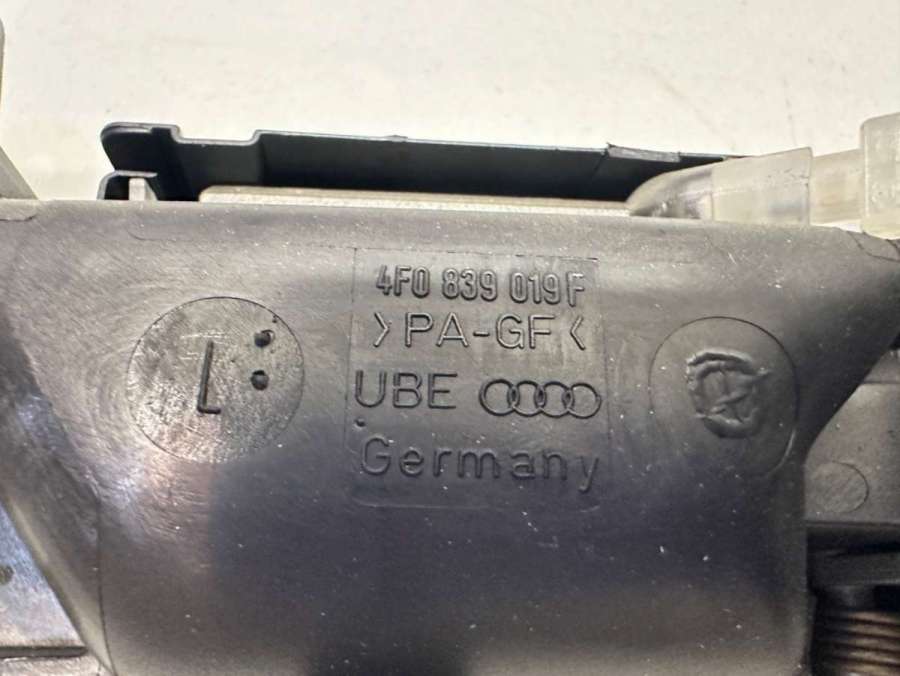 4F0 839 019 F
>PA-GF<
UBE
Germany
L